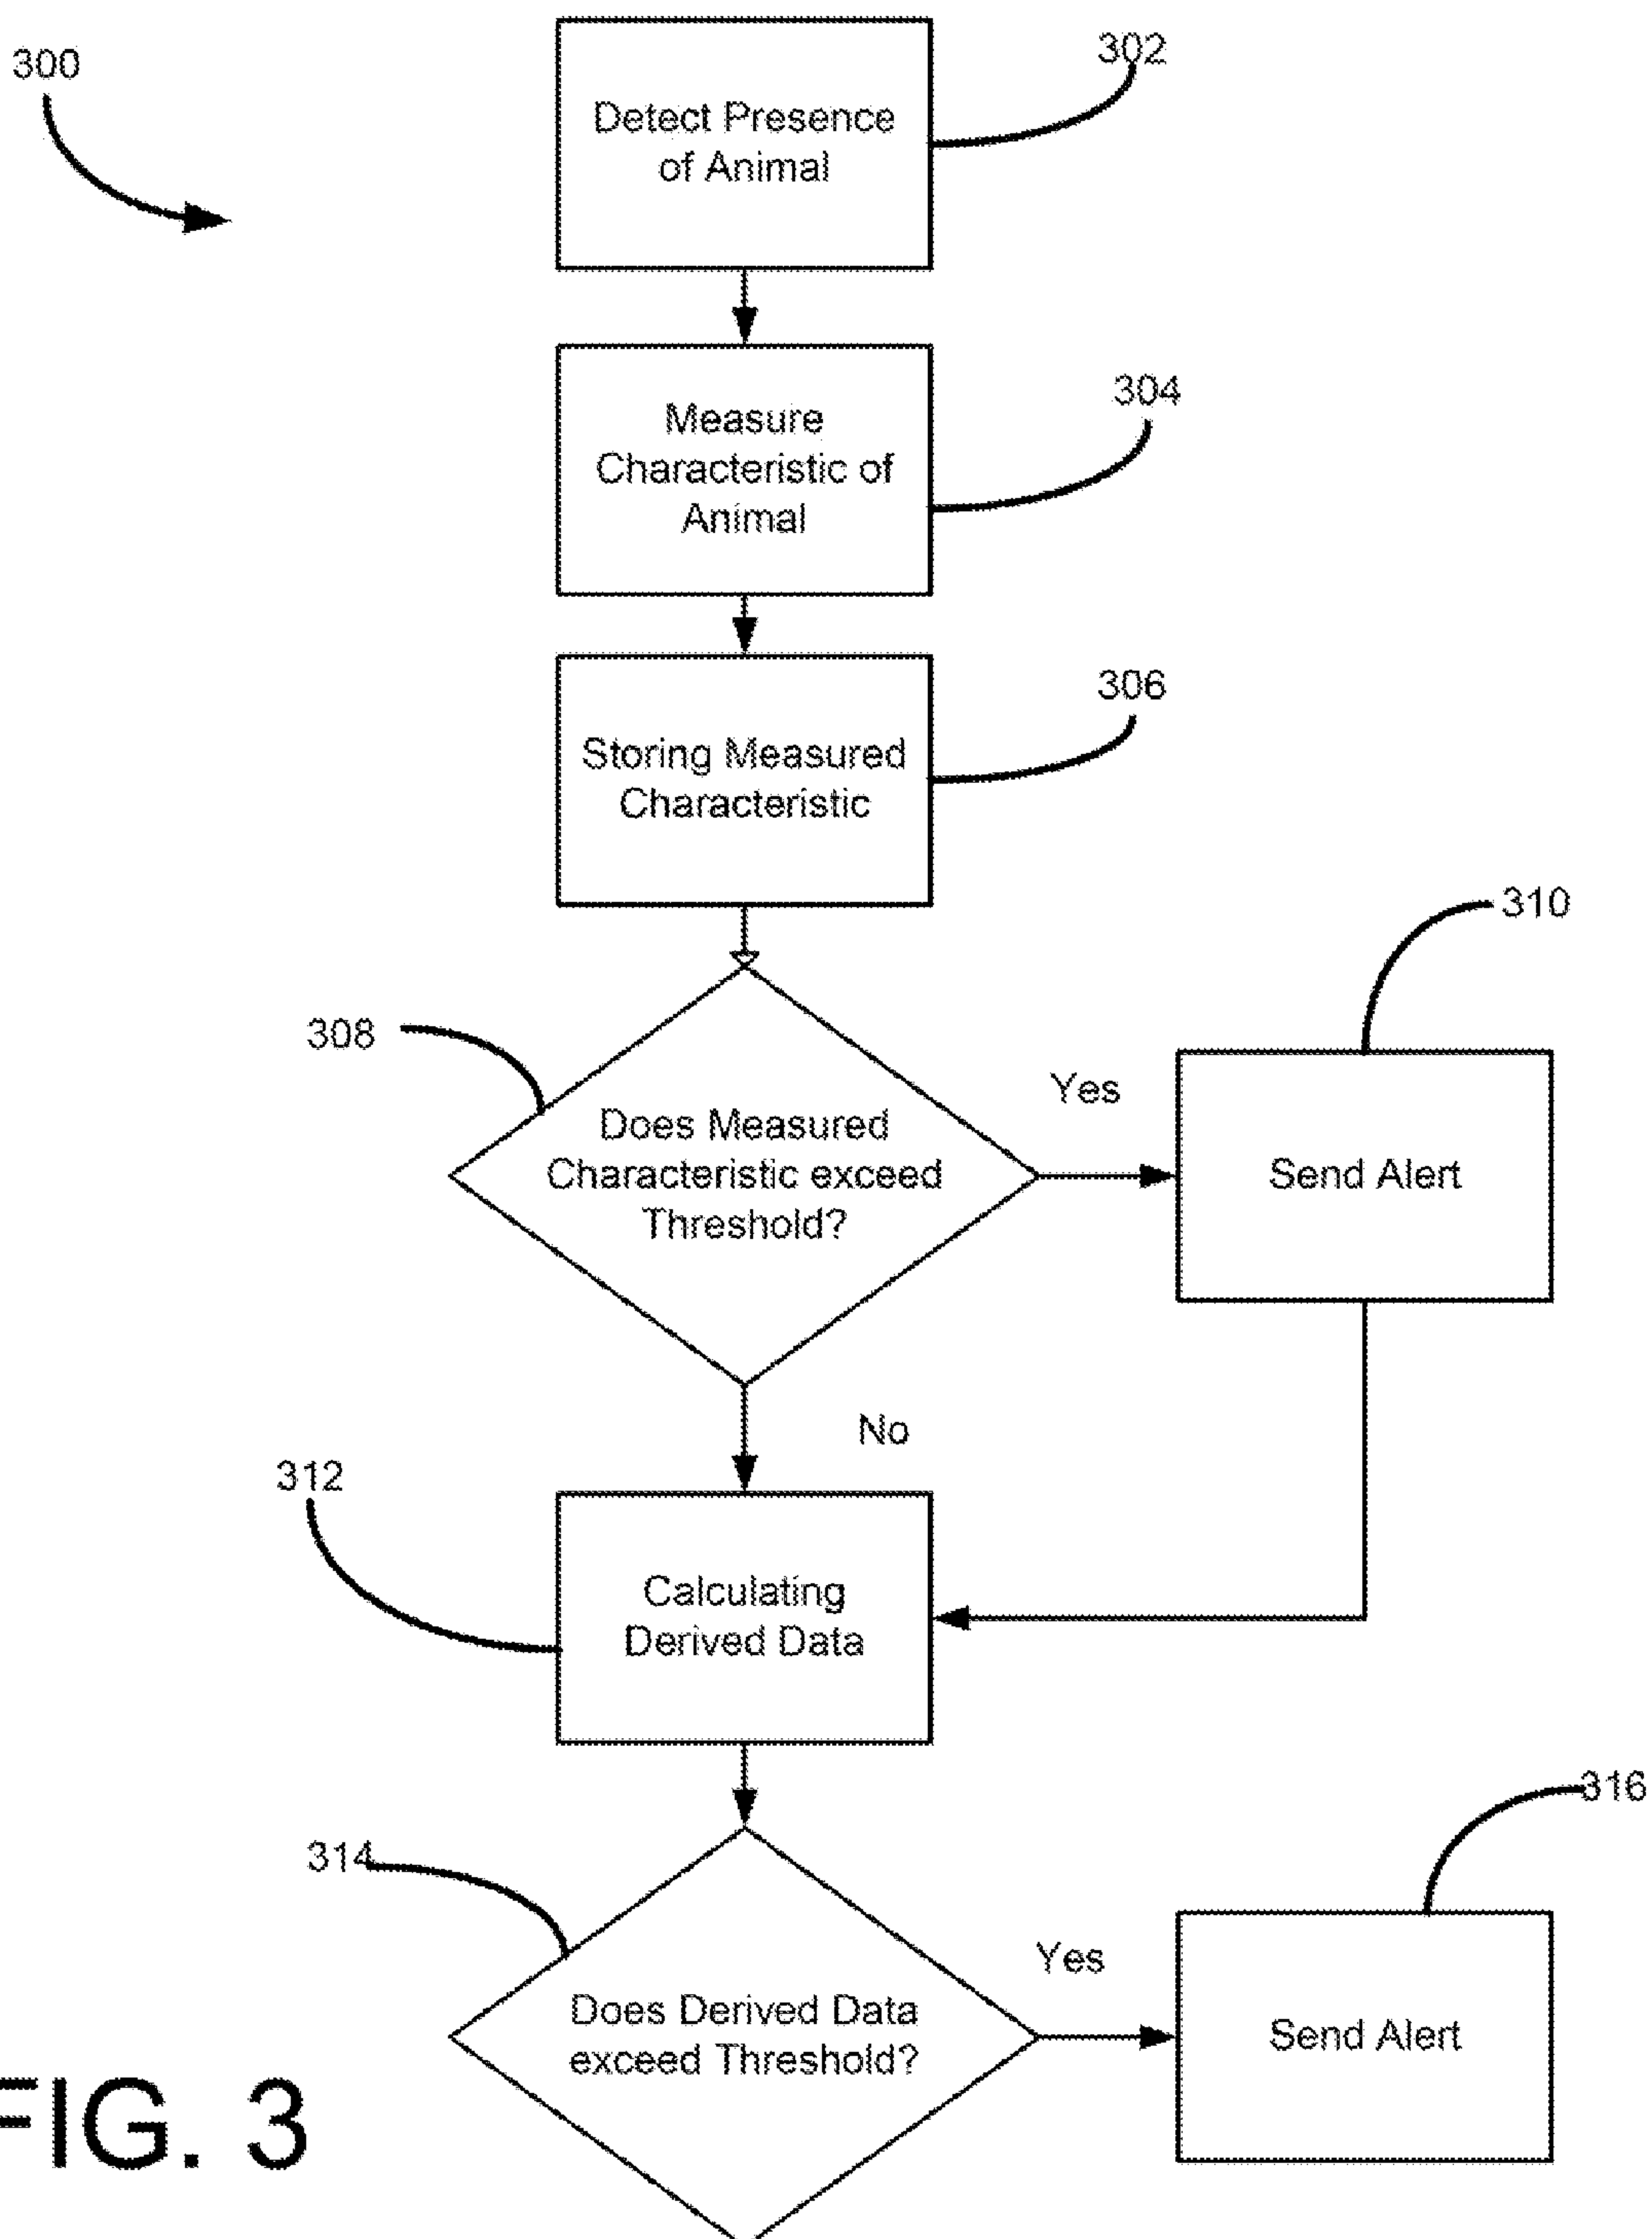 300
302
Detect Presence
of Animal
304
Measure
Characteristic of
Animal
306
Storing Measured
Characteristic
310
308
Yes
Does Measured
Characteristic exceed
Threshold?
Send Alert
No
312
Calculating
Derived Data
316
314
Yes
Does Derived Data
exceed Threshold?
Send Alert
FIG. 3